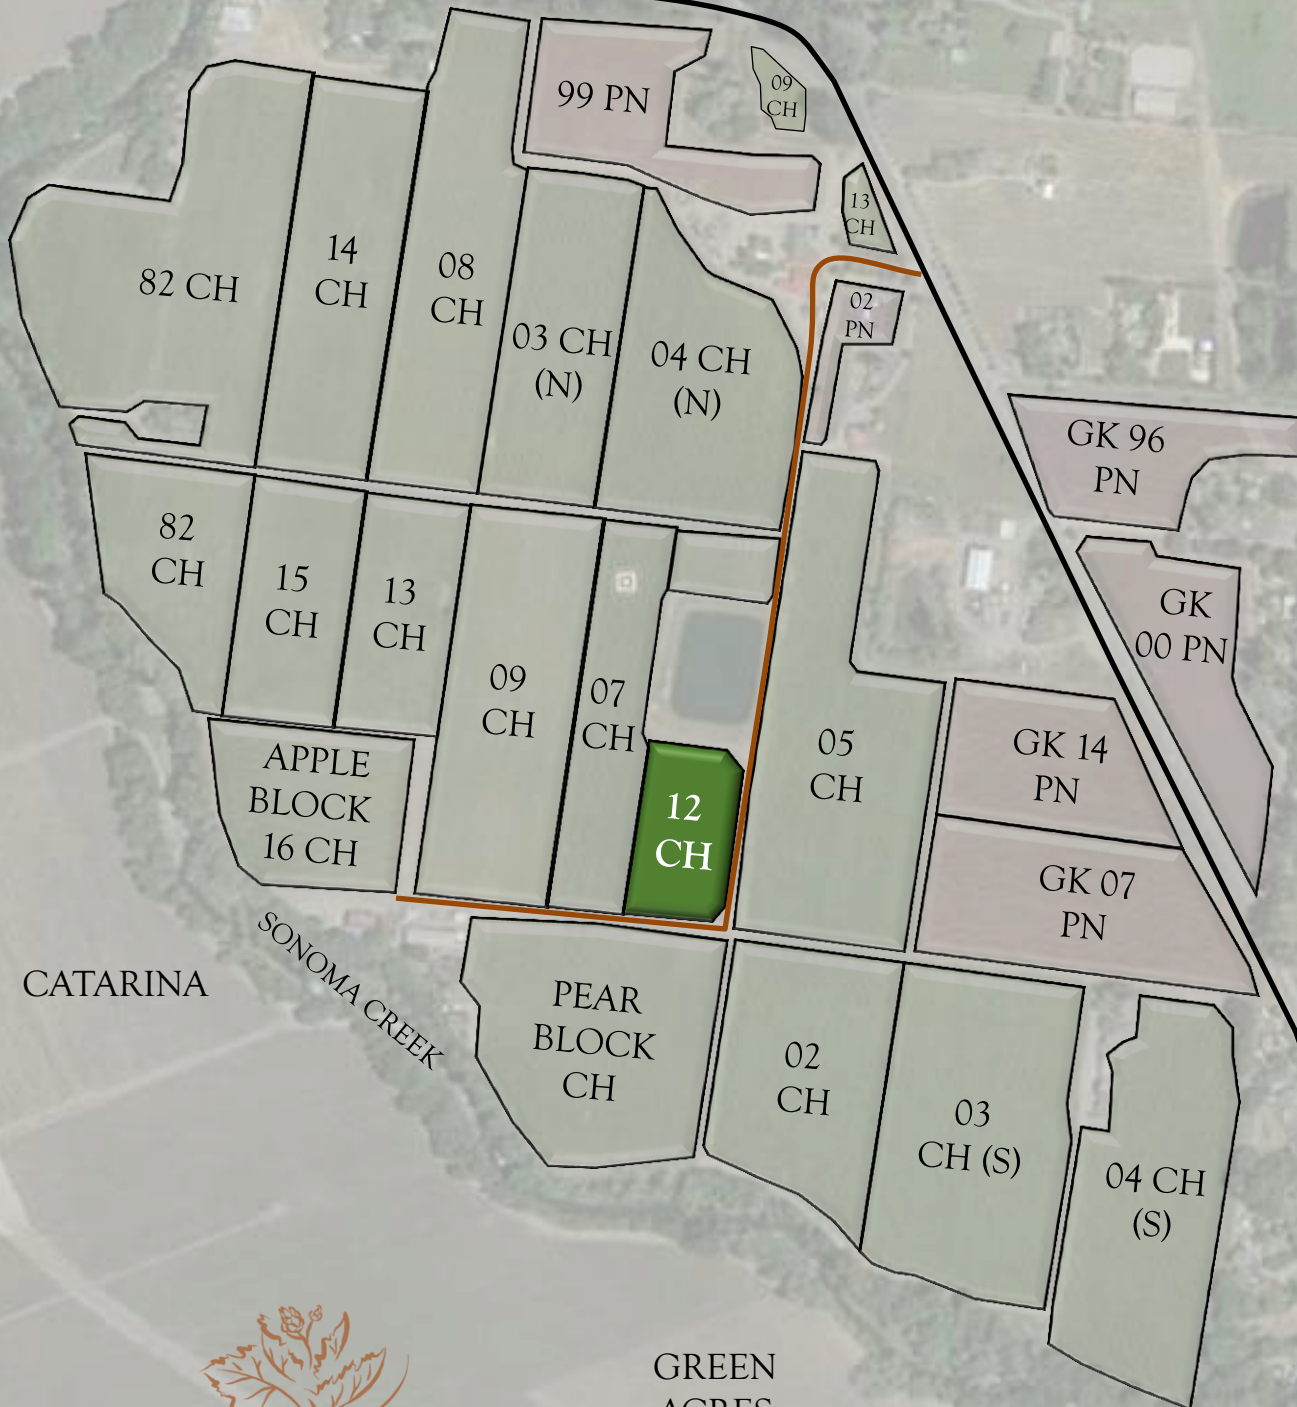 99 PN
09
CH
13
CH
82 CH
14
CH
08
CH
03 CH
(N)
04 CH
(N)
02
PN
GK 96
PN
82
CH
15
CH
13
CH
09
CH
07
CH
GK
00 PN
05
CH
GK 14
PN
APPLE
BLOCK
16 CH
12
CH
GK 07
PN
CATARINA
SONOMA CREEK
PEAR
BLOCK
CH
02
CH
03
CH (S)
04 CH
(S)
GREEN
ACRES